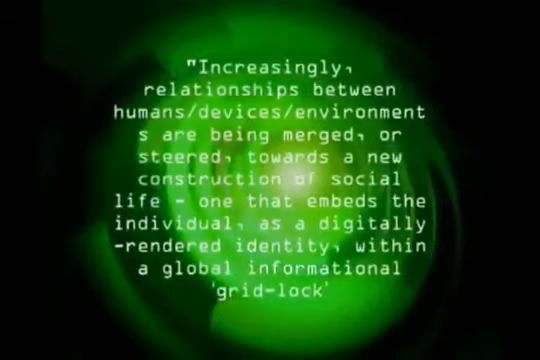 "Increasingly,
relationships between
humans/devices/environment
s are being merged, or
steered, towards a new
construction of social
life - one that embeds the
individual, as a digitally
-rendered identity, within
a global informational
'grid-lock'